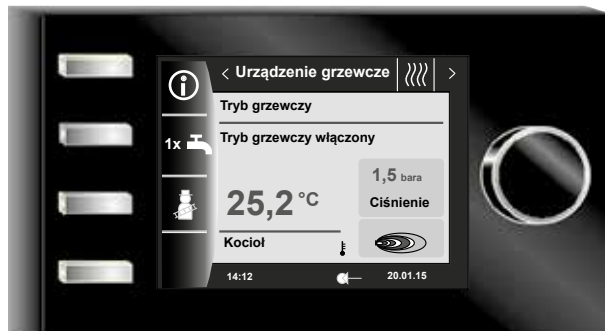 < Urządzenie grzewcze >
Tryb grzewczy
1x
Tryb grzewczy włączony
25,2 °C
1,5 bara
Ciśnienie
Kocioł
14:12
20.01.15